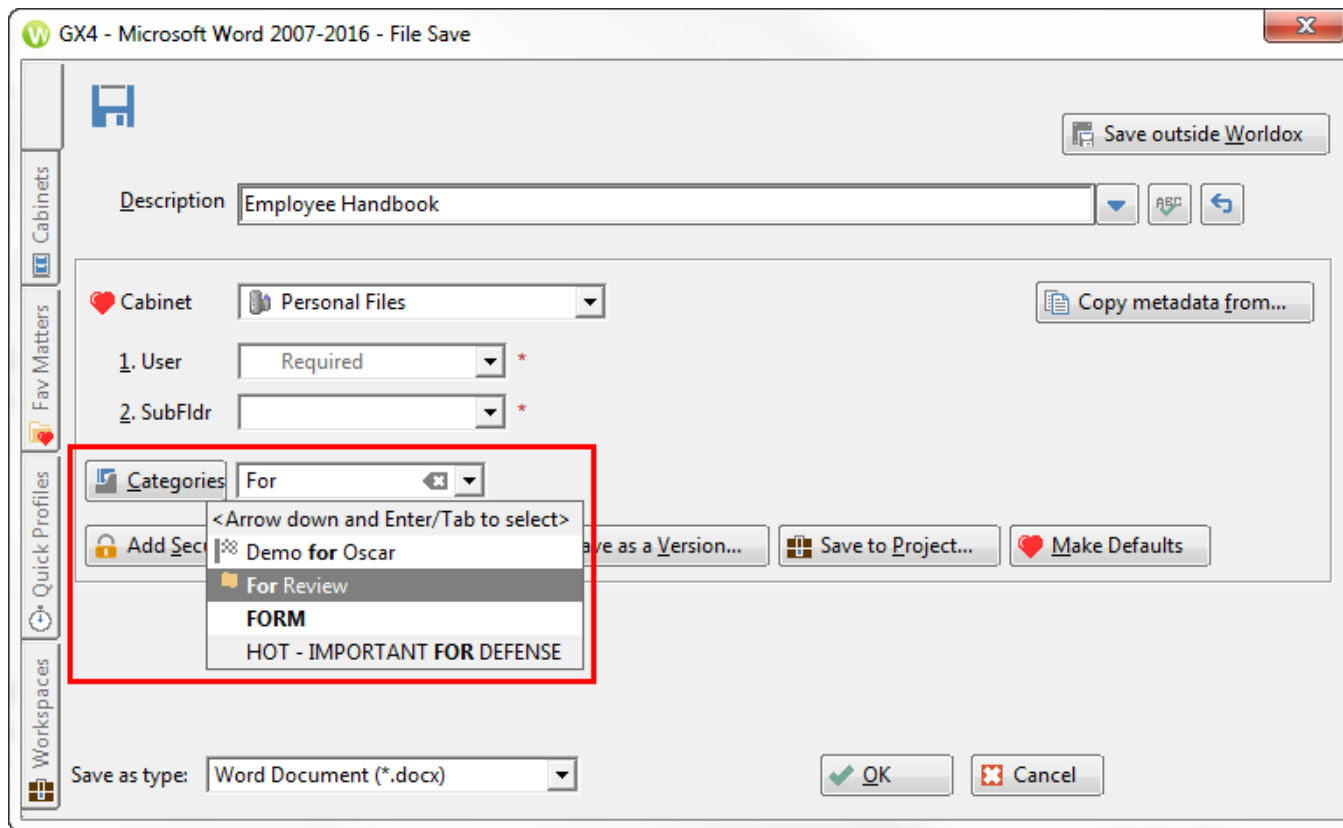 GX4 - Microsoft Word 2007-2016 - File Save
Save outside Worldox
Description Employee Handbook
ABC
Cabinets
Cabinet Personal Files
Copy metadata from...
Fav Matters
1. User Required *
2. SubFldr *
Categories For
<Arrow down and Enter/Tab to select>
Add Secu ave as a Version... Save to Project... Make Defaults
Demo for Oscar
Quick Profiles
For Review
FORM
HOT - IMPORTANT FOR DEFENSE
Workspaces
Save as type: Word Document (*.docx) OK Cancel